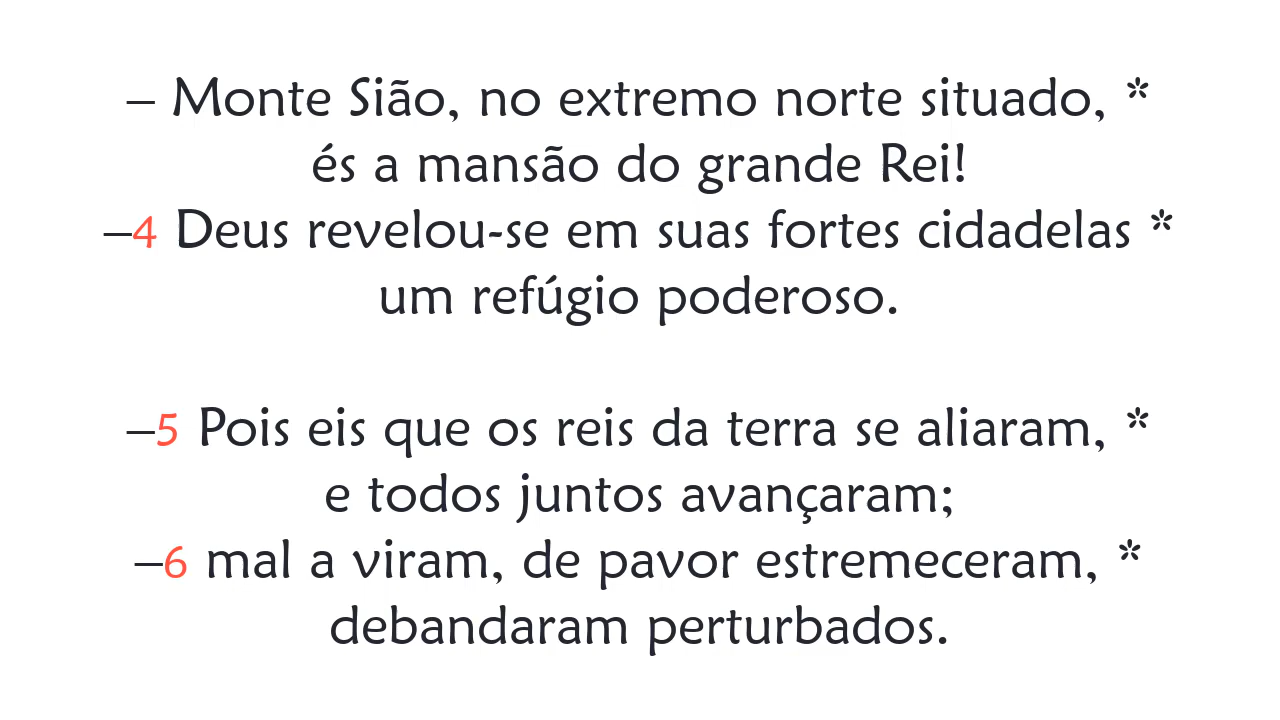 – Monte Sião, no extremo norte situado, *
és a mansão do grande Rei!
–4 Deus revelou-se em suas fortes cidadelas *
um refúgio poderoso.
–5 Pois eis que os reis da terra se aliaram, *
e todos juntos avançaram;
–6 mal a viram, de pavor estremeceram, *
debandaram perturbados.